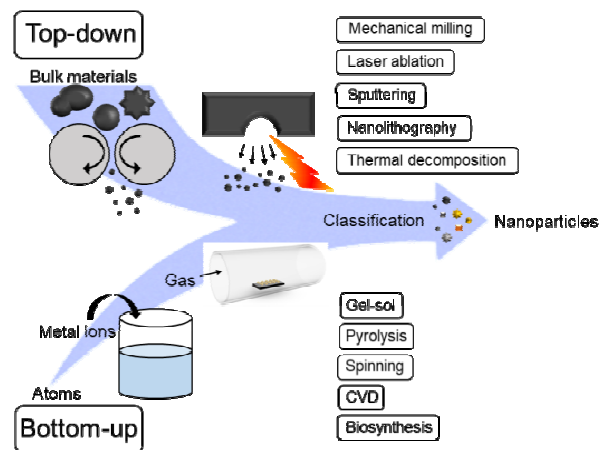 Top-down
Bulk materials
Mechanical milling
Laser ablation
Sputtering
Nanolithography
Thermal decomposition
Classification
Nanoparticles
Gas
Metal Ions
Atoms
Bottom-up
Gel-sol
Pyrolysis
Spinning
CVD
Biosynthesis